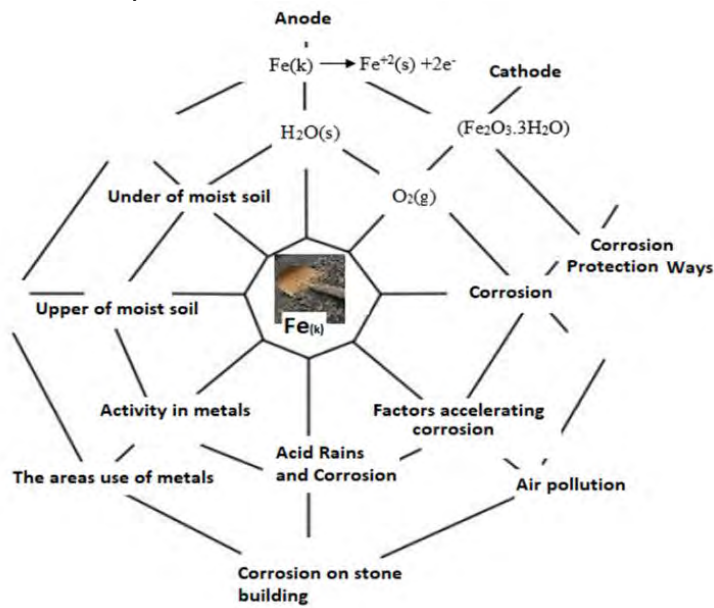 Anode
Fe(k) → Fe⁺²(s) +2e⁻
Cathode
H₂O(s)
(Fe₂O₃.3H₂O)
Under of moist soil
O₂(g)
Corrosion
Protection Ways
Upper of moist soil
Corrosion
Fe(k)
Activity in metals
Factors accelerating
corrosion
Acid Rains
and Corrosion
The areas use of metals
Air pollution
Corrosion on stone
building